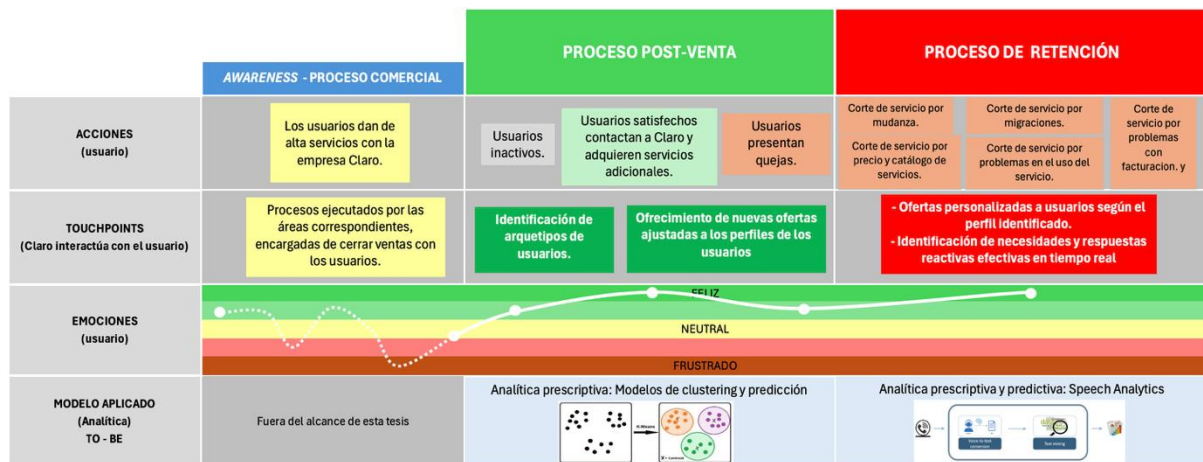 AWARENESS - PROCESO COMERCIAL
PROCESO POST-VENTA
PROCESO DE RETENCIÓN
ACCIONES
(usuario)
Los usuarios dan de
alta servicios con la
empresa Claro.
Usuarios
inactivos.
Usuarios satisfechos
contactan a Claro y
adquieren servicios
adicionales.
Usuarios
presentan
quejas.
Corte de servicio por
mudanza.
Corte de servicio por
migraciones.
Corte de
servicio por
problemas
con
facturacion. y
Corte de servicio por
precio y catálogo de
servicios.
Corte de servicio por
problemas en el uso del
servicio.
TOUCHPOINTS
(Claro interactúa con el usuario)
Procesos ejecutados por las
áreas correspondientes,
encargadas de cerrar ventas con
los usuarios.
Identificación de
arquetipos de
usuarios.
Ofrecimiento de nuevas ofertas
ajustadas a los perfiles de los
usuarios
- Ofertas personalizadas a usuarios según el
perfil identificado.
- Identificación de necesidades y respuestas
reactivas efectivas en tiempo real
EMOCIONES
(usuario)
FELIZ
NEUTRAL
FRUSTRADO
MODELO APLICADO
(Analítica)
TO - BE
Fuera del alcance de esta tesis
Analítica prescriptiva: Modelos de clustering y predicción
K-Means
Analítica prescriptiva y predictiva: Speech Analytics
Voice-to-text
conversion
Text mining